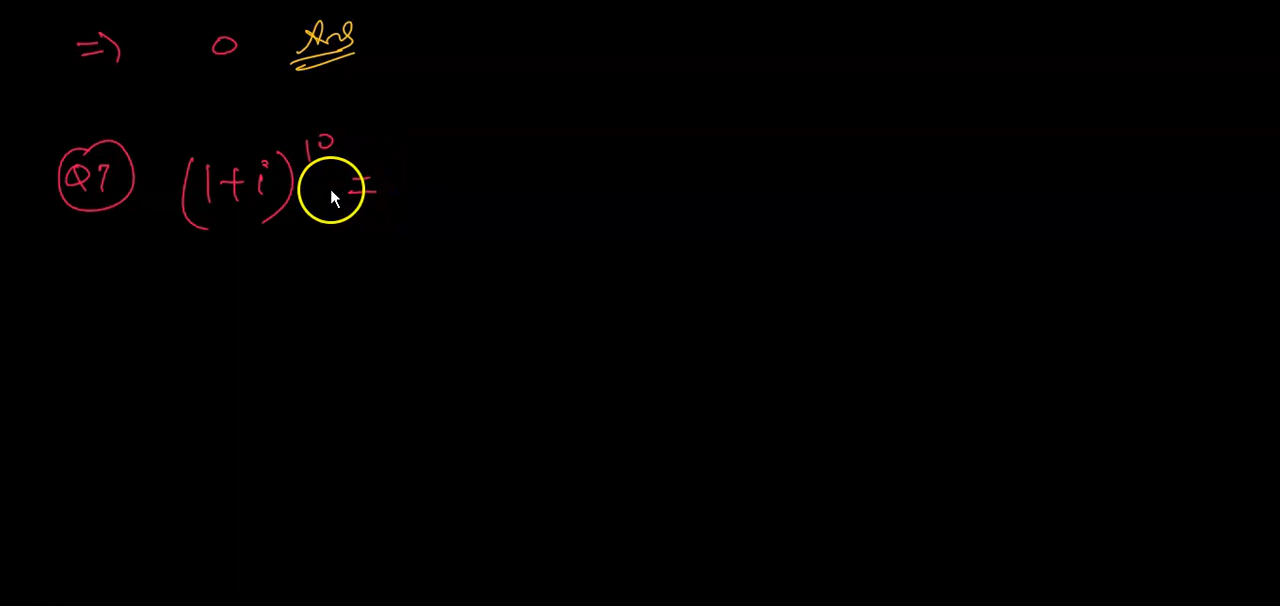 ⇒ 0 Ans
Q7 (1+i)^10 =